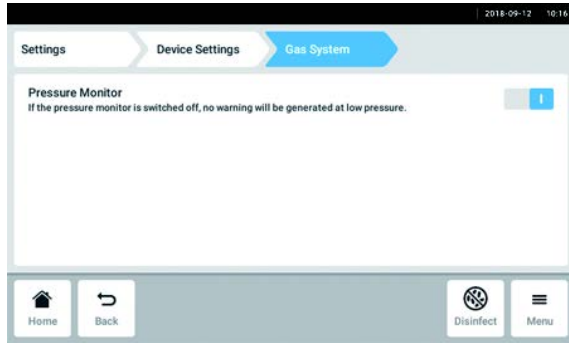 2018-09-12 10:16
Settings Device Settings Gas System
Pressure Monitor
If the pressure monitor is switched off, no warning will be generated at low pressure.
I
Home Back Disinfect Menu